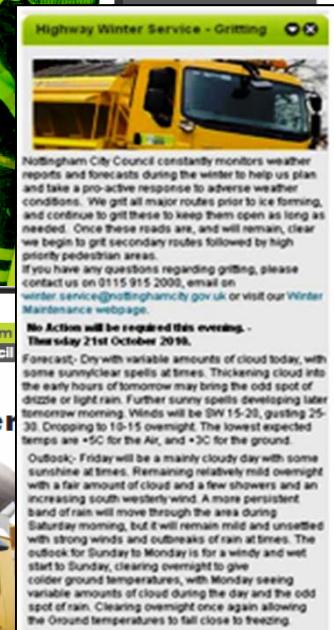 Highway Winter Service - Gritting
Nottingham City Council constantly monitors weather
reports and forecasts during the winter to help us plan
and take a pro-active response to adverse weather
conditions.  We grit all major routes prior to ice forming,
and continue to grit these to keep them open as long as
needed.  Once these roads are, and will remain, clear
we begin to grit secondary routes followed by high
priority pedestrian areas.
If you have any questions regarding gritting, please
contact us on 0115 915 2000, email on
winter.service@nottinghamcity.gov.uk or visit our Winter
Maintenance webpage.
No Action will be required this evening. -
Thursday 21st October 2010.
Forecast;- Dry with variable amounts of cloud today, with
some sunny/clear spells at times. Thickening cloud into
the early hours of tomorrow may bring the odd spot of
drizzle or light rain. Further sunny spells developing later
tomorrow morning. Winds will be SW 15-20, gusting 25-
30. Dropping to 10-15 overnight. The lowest expected
temps are +5C for the Air, and +3C for the ground.
Outlook;- Friday will be a mainly cloudy day with some
sunshine at times. Remaining relatively mild overnight
with a fair amount of cloud and a few showers and an
increasing south westerly wind. A more persistent
band of rain will move through the area during
Saturday morning, but it will remain mild and unsettled
with strong winds and outbreaks of rain at times. The
outlook for Sunday to Monday is for a windy and wet
start to Sunday, clearing overnight to give
colder ground temperatures, with Monday seeing
variable amounts of cloud during the day and the odd
spot of rain. Clearing overnight once again allowing
the Ground temperatures to fall close to freezing.